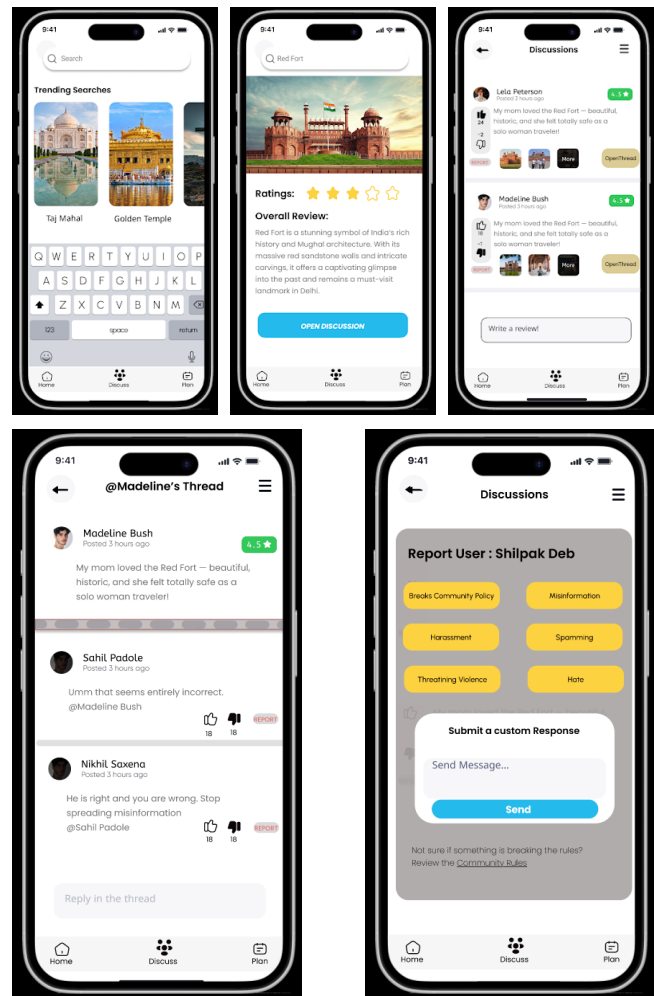 9:41
Search
Trending Searches
Taj Mahal
Golden Temple
Q W E R T Y U I O P
A S D F G H J K L
Z X C V B N M
123 space return
Home Discuss Plan
9:41
Red Fort
Ratings:
Overall Review:
Red Fort is a stunning symbol of India's rich
history and Mughal architecture. With its
massive red sandstone walls and intricate
carvings, it offers a captivating glimpse
into the past and remains a must-visit
landmark in Delhi.
OPEN DISCUSSION
Home Discuss Plan
9:41
Discussions
Lela Peterson
Posted 3 hours ago
4.5
My mom loved the Red Fort — beautiful,
historic, and she felt totally safe as a
solo woman traveler!
24
-2
REPORT
More
OpenThread
Madeline Bush
Posted 3 hours ago
4.5
My mom loved the Red Fort — beautiful,
historic, and she felt totally safe as a
solo woman traveler!
18
REPORT
More
OpenThread
Write a review!
Home Discuss Plan
9:41
@Madeline's Thread
Madeline Bush
Posted 3 hours ago
4.5
My mom loved the Red Fort — beautiful,
historic, and she felt totally safe as a
solo woman traveler!
Sahil Padole
Posted 3 hours ago
Umm that seems entirely incorrect.
@Madeline Bush
18 18
REPORT
Nikhil Saxena
Posted 3 hours ago
He is right and you are wrong. Stop
spreading misinformation
@Sahil Padole
18 18
REPORT
Reply in the thread
Home Discuss Plan
9:41
Discussions
Report User : Shilpak Deb
Breaks Community Policy Misinformation
Harassment Spamming
Threatining Violence Hate
Submit a custom Response
Send Message...
Send
Not sure if something is breaking the rules?
Review the Community Rules
Home Discuss Plan